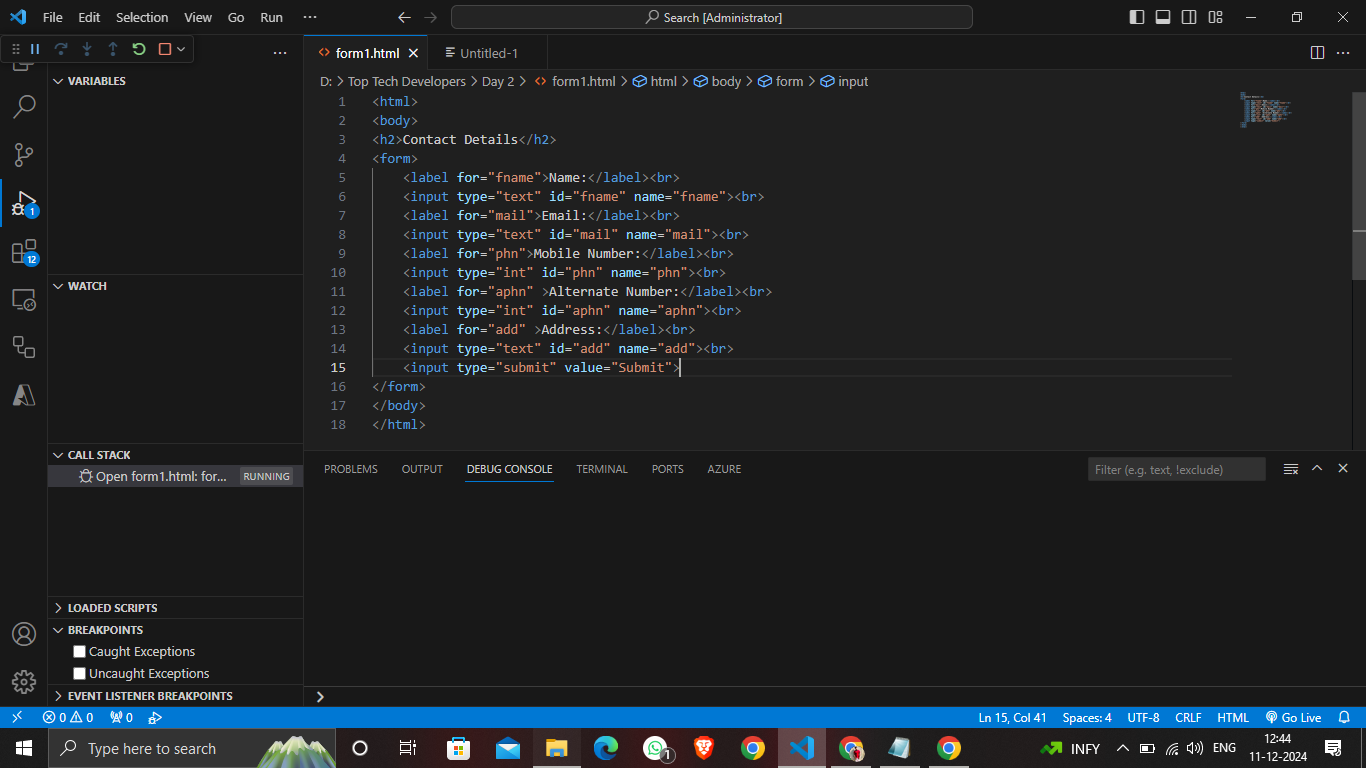 File Edit Selection View Go Run ··· Search [Administrator]
form1.html Untitled-1
VARIABLES
D: > Top Tech Developers > Day 2 > form1.html > html > body > form > input
1 <html>
2 <body>
3 <h2>Contact Details</h2>
4 <form>
5 <label for="fname">Name:</label><br>
6 <input type="text" id="fname" name="fname"><br>
7 <label for="mail">Email:</label><br>
8 <input type="text" id="mail" name="mail"><br>
9 <label for="phn">Mobile Number:</label><br>
10 <input type="int" id="phn" name="phn"><br>
11 <label for="aphn" >Alternate Number:</label><br>
12 <input type="int" id="aphn" name="aphn"><br>
13 <label for="add" >Address:</label><br>
14 <input type="text" id="add" name="add"><br>
15 <input type="submit" value="Submit">
16 </form>
17 </body>
18 </html>
1
12
WATCH
CALL STACK
Open form1.html: for... RUNNING
LOADED SCRIPTS
BREAKPOINTS
Caught Exceptions
Uncaught Exceptions
EVENT LISTENER BREAKPOINTS
PROBLEMS OUTPUT DEBUG CONSOLE TERMINAL PORTS AZURE Filter (e.g. text, !exclude)
0 0 0 Ln 15, Col 41 Spaces: 4 UTF-8 CRLF HTML Go Live
Type here to search 1 INFY ENG 12:44
11-12-2024